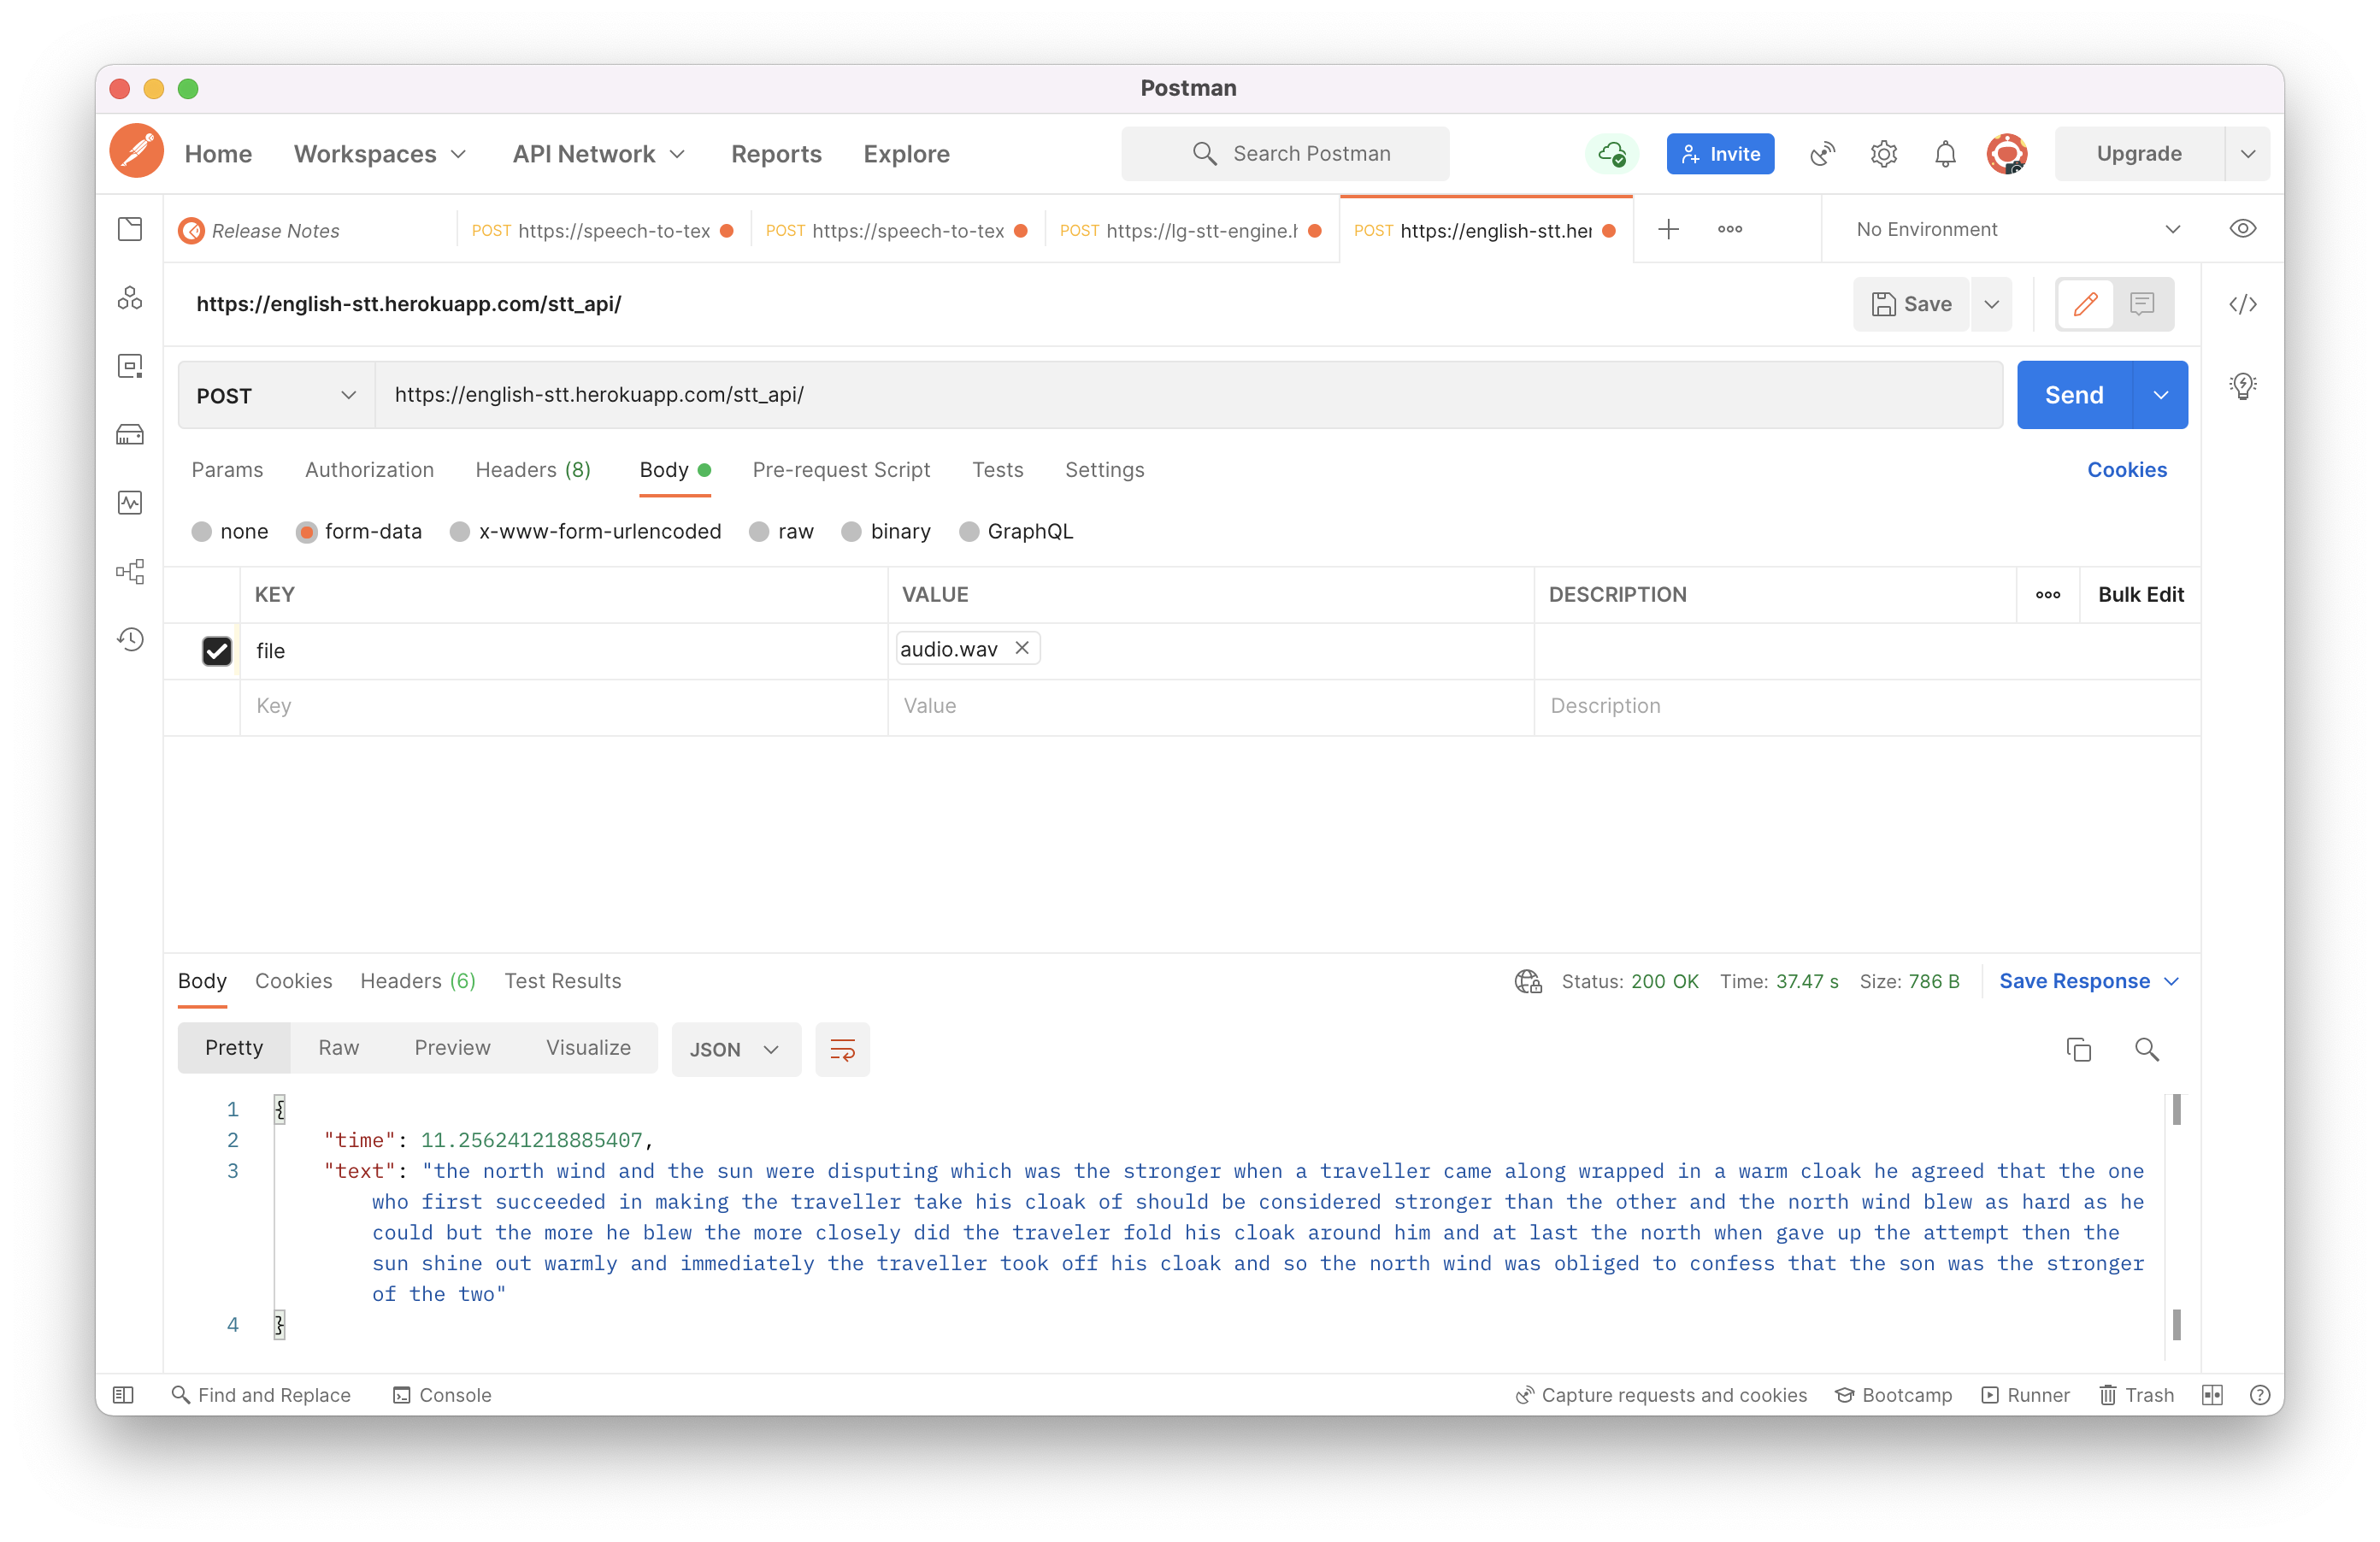 Postman
Home Workspaces API Network Reports Explore Search Postman Invite Upgrade
Release Notes POST https://speech-to-tex POST https://speech-to-tex POST https://lg-stt-engine.h POST https://english-stt.her No Environment
https://english-stt.herokuapp.com/stt_api/ Save
POST https://english-stt.herokuapp.com/stt_api/ Send
Params Authorization Headers (8) Body Pre-request Script Tests Settings Cookies
none form-data x-www-form-urlencoded raw binary GraphQL
KEY VALUE DESCRIPTION Bulk Edit
file audio.wav
Key Value Description
Body Cookies Headers (6) Test Results Status: 200 OK Time: 37.47 s Size: 786 B Save Response
Pretty Raw Preview Visualize JSON
1 {
2 "time": 11.256241218885407,
3 "text": "the north wind and the sun were disputing which was the stronger when a traveller came along wrapped in a warm cloak he agreed that the one
who first succeeded in making the traveller take his cloak of should be considered stronger than the other and the north wind blew as hard as he
could but the more he blew the more closely did the traveler fold his cloak around him and at last the north when gave up the attempt then the
sun shine out warmly and immediately the traveller took off his cloak and so the north wind was obliged to confess that the son was the stronger
of the two"
4 }
Find and Replace Console Capture requests and cookies Bootcamp Runner Trash